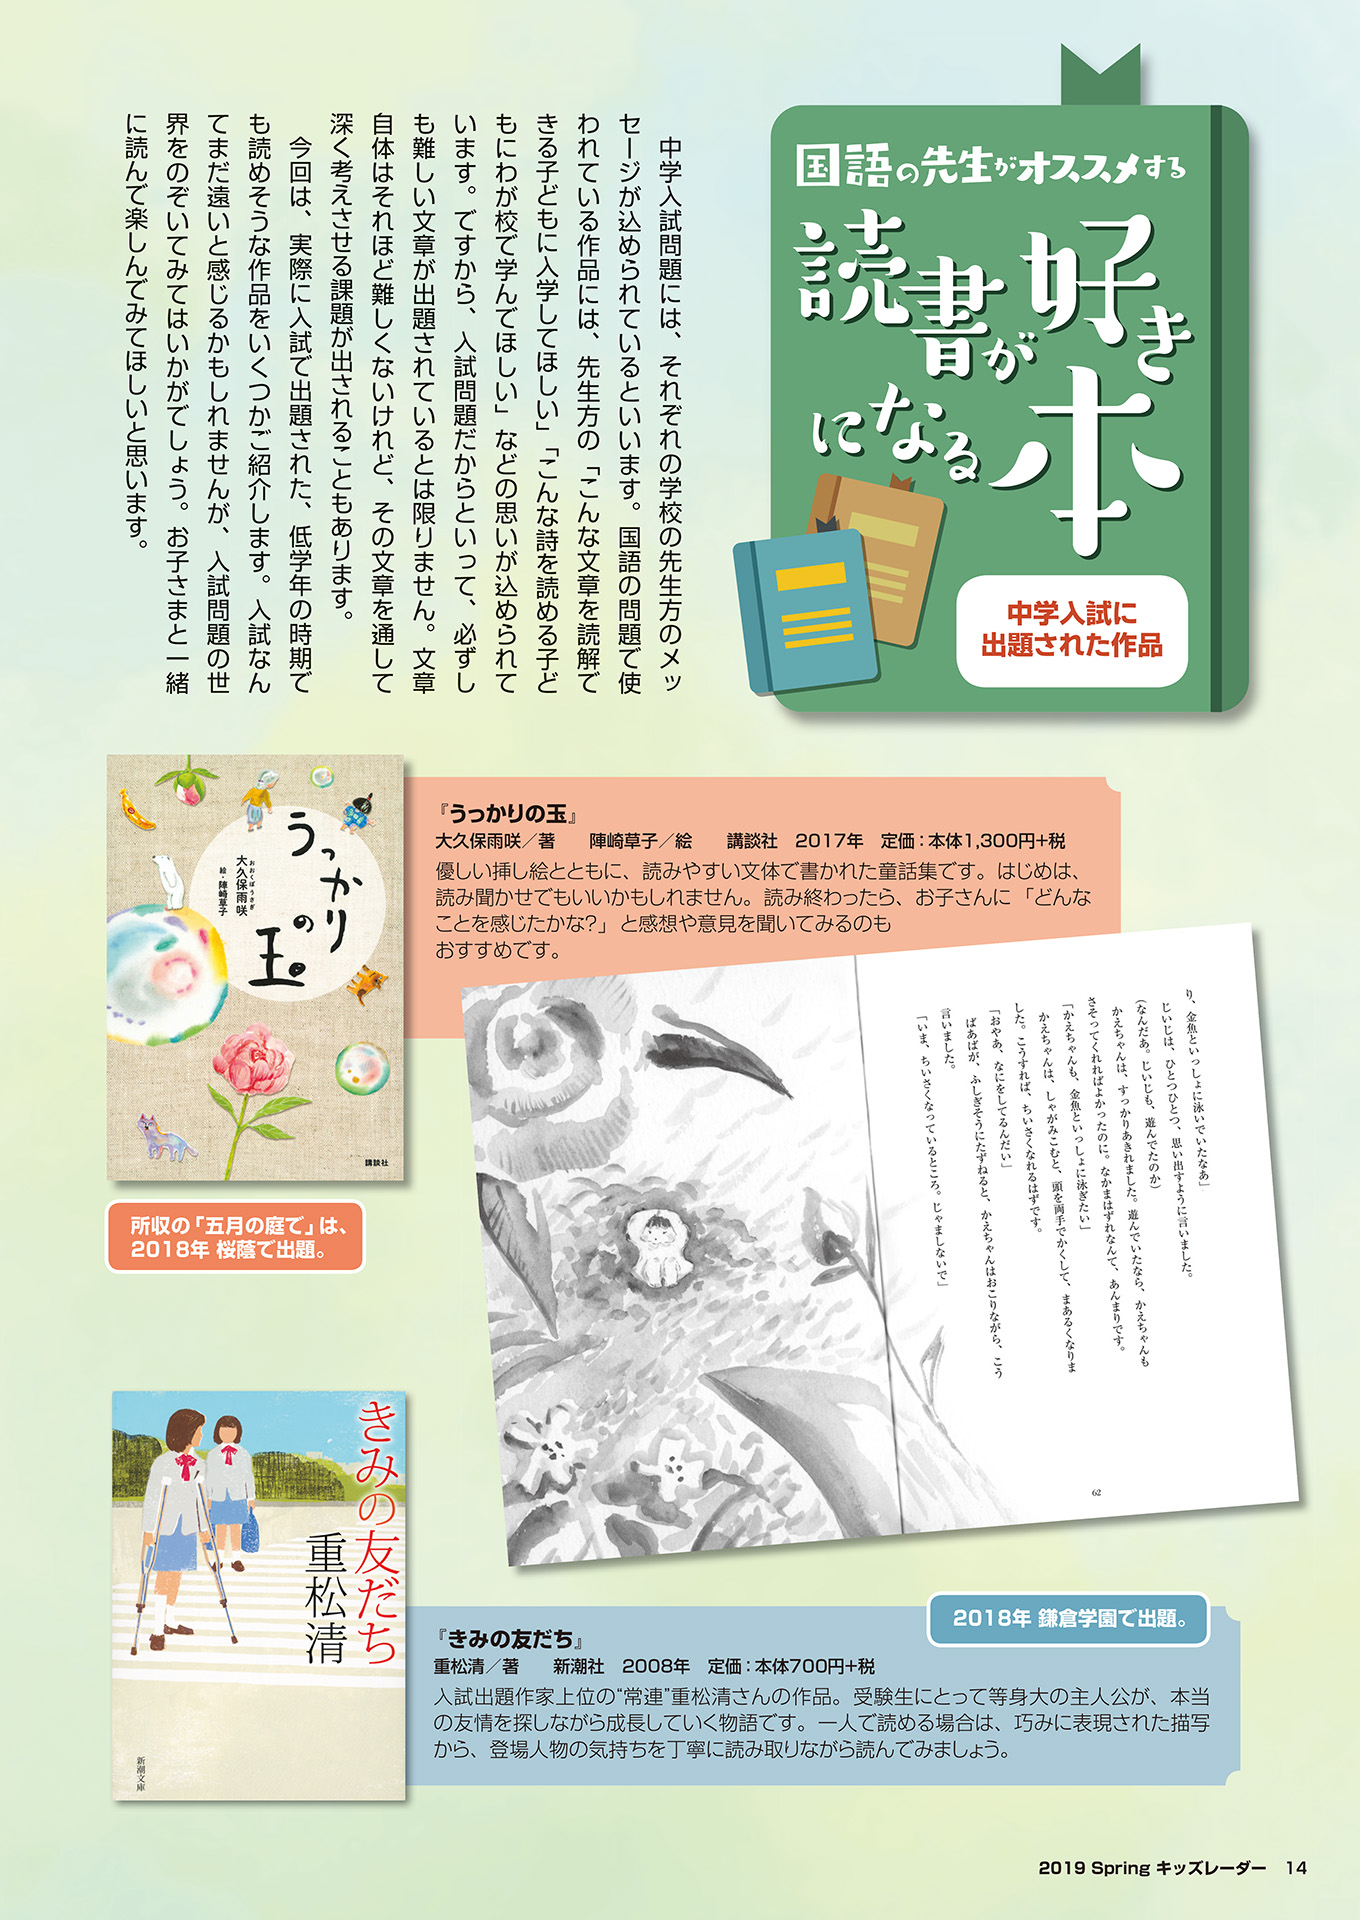 国語の先生がオススメする
読書が好き
になる本
中学入試に
出題された作品
　中学入試問題には、それぞれの学校の先生方のメッ
セージが込められているといいます。国語の問題で使
われている作品には、先生方の「こんな文章を読解で
きる子どもに入学してほしい」「こんな詩を読める子ど
もにわが校で学んでほしい」などの思いが込められて
います。ですから、入試問題だからといって、必ずし
も難しい文章が出題されているとは限りません。文章
自体はそれほど難しくないけれど、その文章を通して
深く考えさせる課題が出されることもあります。
　今回は、実際に入試で出題された、低学年の時期で
も読めそうな作品をいくつかご紹介します。入試なん
てまだ遠いと感じるかもしれませんが、入試問題の世
界をのぞいてみてはいかがでしょう。お子さまと一緒
に読んで楽しんでみてほしいと思います。
うっかり
の玉
大久保雨咲
おおくぼうさぎ
絵・陣崎草子
講談社
『うっかりの玉』
大久保雨咲／著　陣崎草子／絵　講談社　2017年　定価：本体1,300円+税
優しい挿し絵とともに、読みやすい文体で書かれた童話集です。はじめは、
読み聞かせでもいいかもしれません。読み終わったら、お子さんに「どんな
ことを感じたかな？」と感想や意見を聞いてみるのも
おすすめです。
所収の「五月の庭で」は、
2018年 桜蔭で出題。
り、金魚といっしょに泳いでいたなあ」
じいじは、ひとつひとつ、思い出すように言いました。
(なんだあ。じいじも、遊んでたのか)
かえちゃんは、すっかりあきれました。遊んでいたなら、かえちゃんも
さそってくれればよかったのに。なかまはずれなんて、あんまりです。
「かえちゃんも、金魚といっしょに泳ぎたい」
かえちゃんは、しゃがみこむと、頭を両手でかくして、まあるくなりま
した。こうすれば、ちいさくなれるはずです。
「おやあ、なにをしてるんだい」
ばあばが、ふしぎそうにたずねると、かえちゃんはおこりながら、こう
言いました。
「いま、ちいさくなっているところ。じゃましないで」
62
きみの友だち
重松清
新潮文庫
2018年 鎌倉学園で出題。
『きみの友だち』
重松清／著　新潮社　2008年　定価：本体700円+税
入試出題作家上位の“常連”重松清さんの作品。受験生にとって等身大の主人公が、本当
の友情を探しながら成長していく物語です。一人で読める場合は、巧みに表現された描写
から、登場人物の気持ちを丁寧に読み取りながら読んでみましょう。
2019 Spring キッズレーダー　14